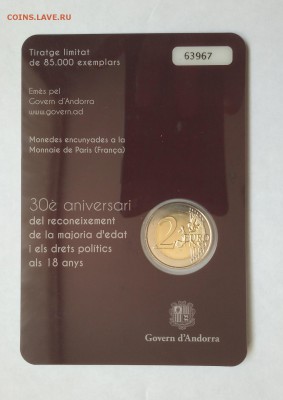 COINS.LAVE.RU
Tiratge limitat
de 85.000 exemplars
63967
Emès pel
Govern d'Andorra
www.govern.ad
Monedes encunyades a la
Monnaie de Paris (França)
30è aniversari
del reconeixement
de la majoria d'edat
i els drets polítics
als 18 anys
2 EURO
Govern d'Andorra